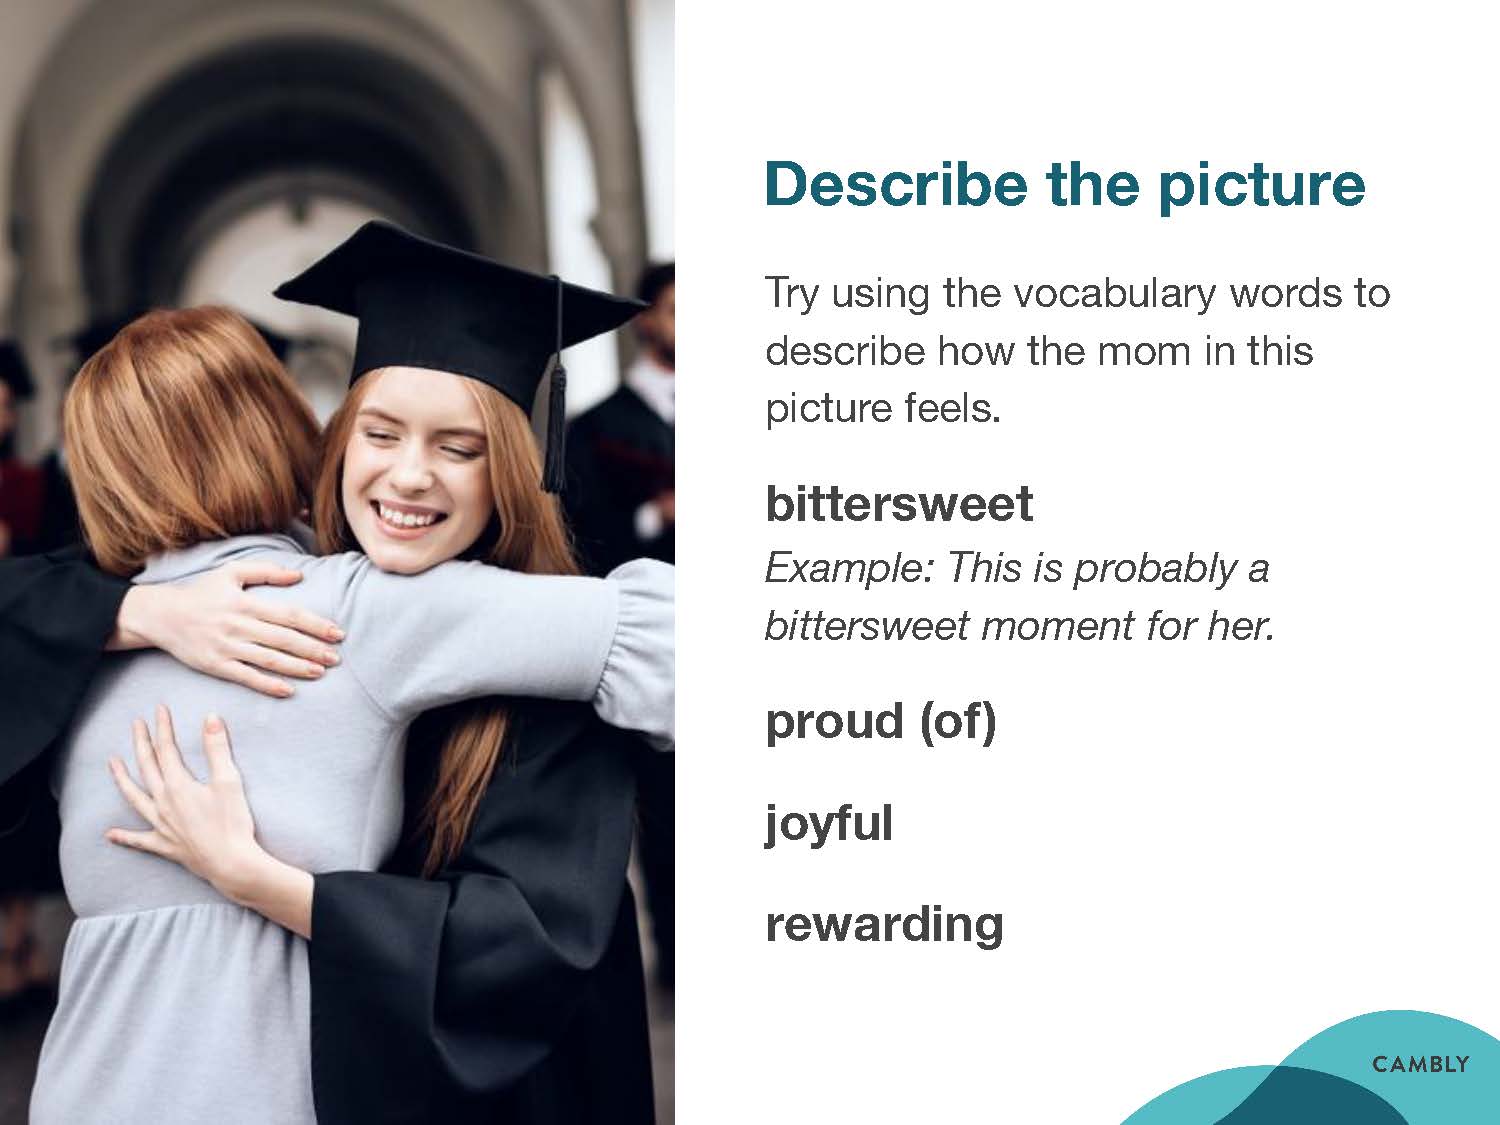 Describe the picture
Try using the vocabulary words to
describe how the mom in this
picture feels.
bittersweet
Example: This is probably a
bittersweet moment for her.
proud (of)
joyful
rewarding
CAMBLY